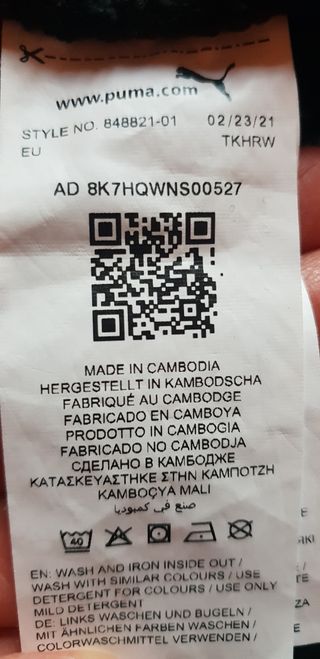 www.puma.com
STYLE NO. 848821-01 02/23/21
EU TKHRW
AD 8K7HQWNS00527
MADE IN CAMBODIA
HERGESTELLT IN KAMBODSCHA
FABRIQUÉ AU CAMBODGE
FABRICADO EN CAMBOYA
PRODOTTO IN CAMBOGIA
FABRICADO NO CAMBODJA
СДЕЛАНО В КАМБОДЖЕ
ΚΑΤΑΣΚΕΥΑΣΤΗΚΕ ΣΤΗΝ ΚΑΜΠΟΤΖΗ
KAMBOÇYA MALI
صنع في كمبوديا
40
EN: WASH AND IRON INSIDE OUT /
WASH WITH SIMILAR COLOURS / USE
DETERGENT FOR COLOURS / USE ONLY
MILD DETERGENT
DE: LINKS WASCHEN UND BUGELN /
MIT ÄHNLICHEN FARBEN WASCHEN /
COLORWASCHMITTEL VERWENDEN /